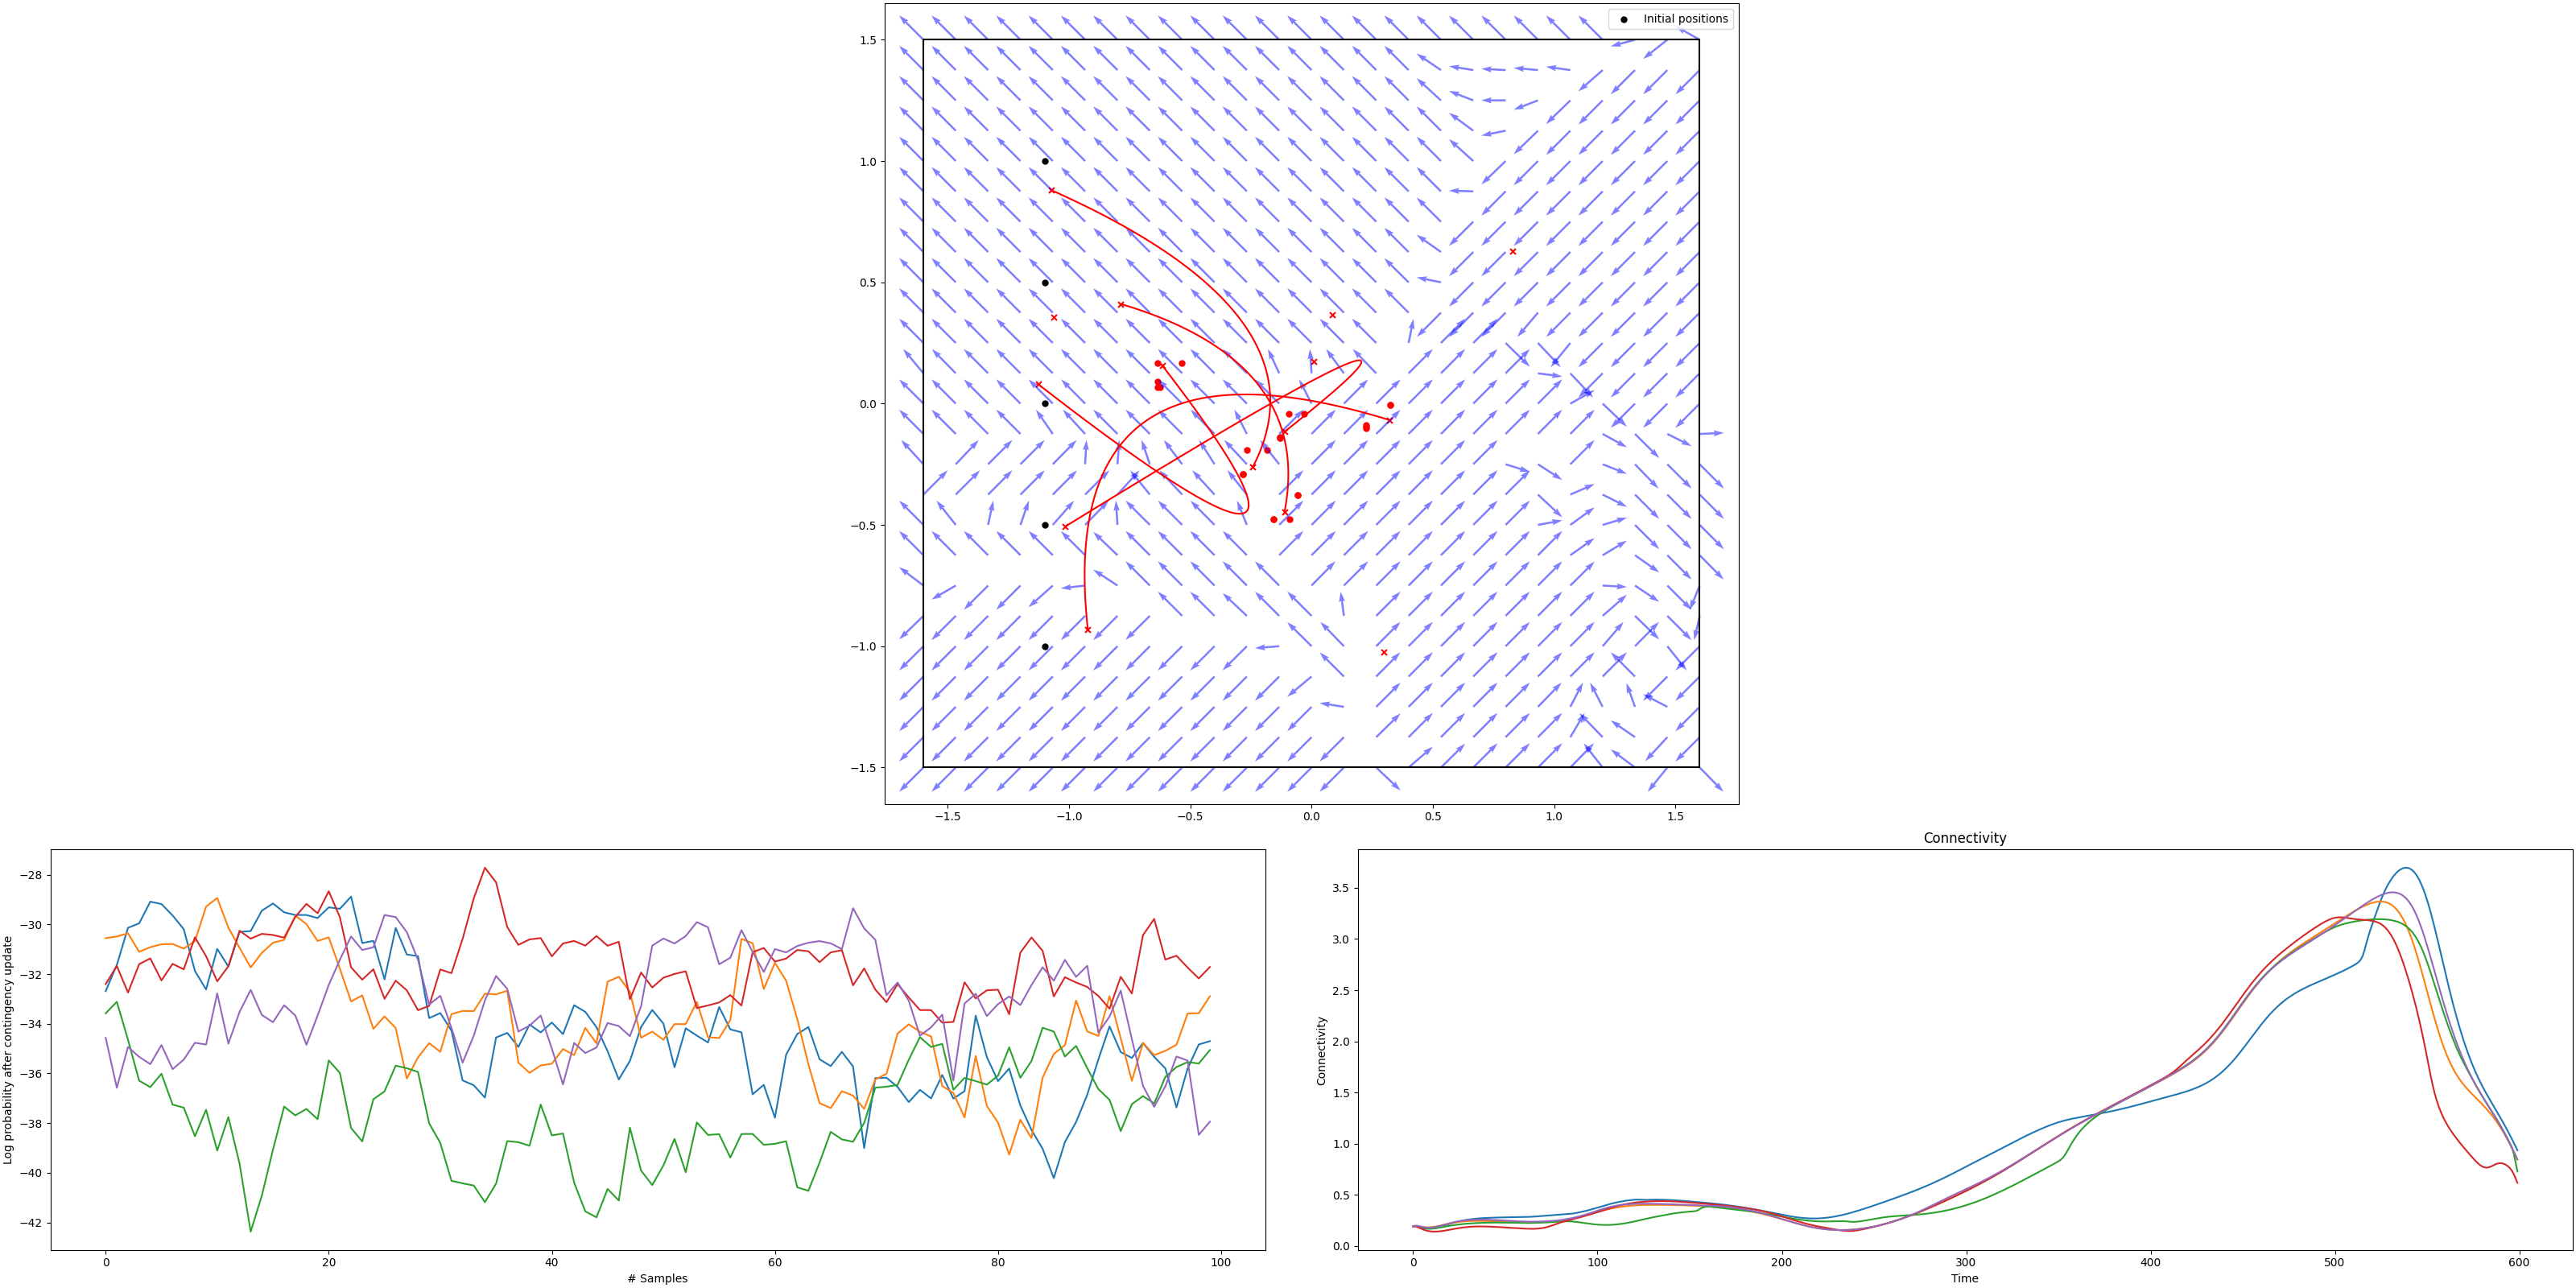 Initial positions
1.5
1.0
0.5
0.0
−0.5
−1.0
−1.5
−1.5 −1.0 −0.5 0.0 0.5 1.0 1.5
Log probability after contingency update
−28
−30
−32
−34
−36
−38
−40
−42
0 20 40 60 80 100
# Samples
Connectivity
Connectivity
3.5
3.0
2.5
2.0
1.5
1.0
0.5
0.0
0 100 200 300 400 500 600
Time